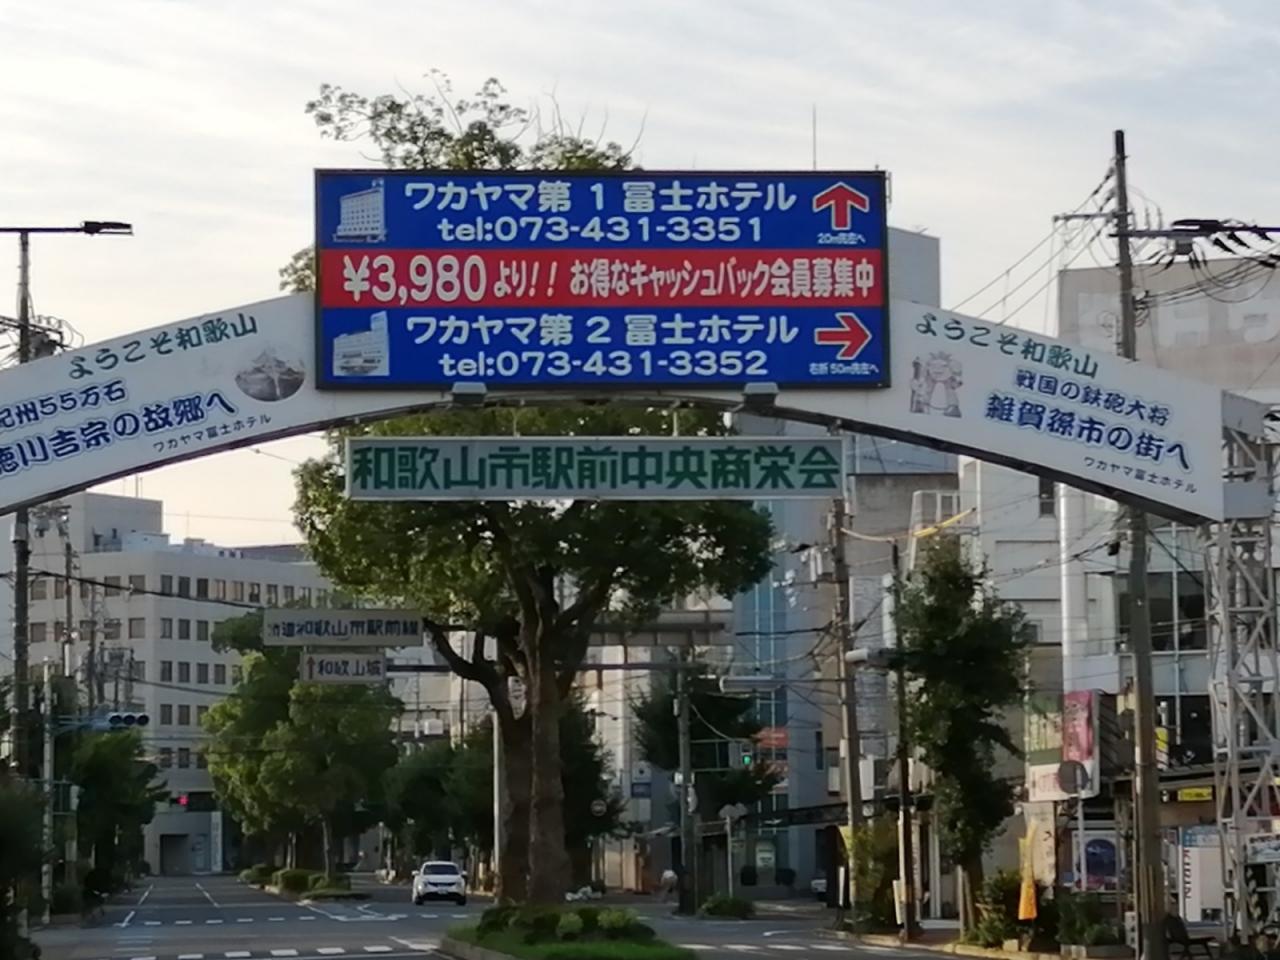 ワカヤマ第1冨士ホテル
tel:073-431-3351
20m先左へ
¥3,980より!! お得なキャッシュバック会員募集中
ワカヤマ第2冨士ホテル
tel:073-431-3352
右折50m先左へ
ようこそ和歌山
紀州55万石
徳川吉宗の故郷へ
ワカヤマ冨士ホテル
ようこそ和歌山
戦国の鉄砲大将
雑賀孫市の街へ
ワカヤマ冨士ホテル
和歌山市駅前中央商栄会
市道和歌山市駅前線
和歌山城